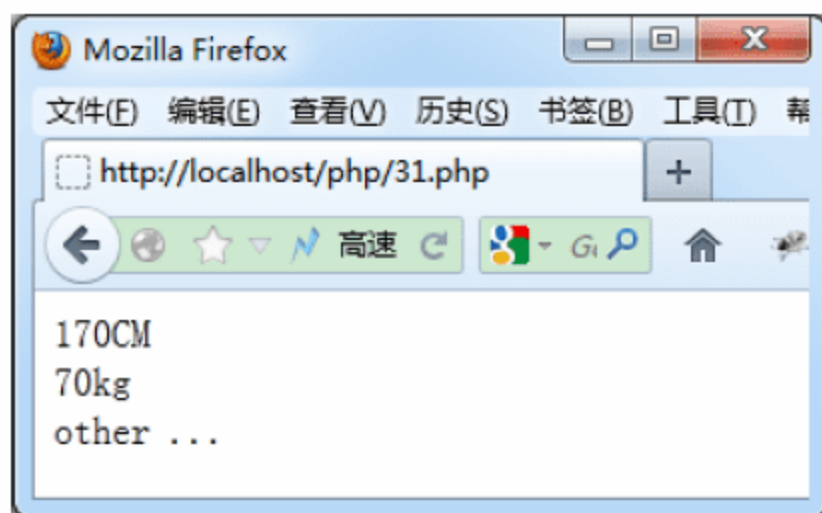 Mozilla Firefox
文件(F) 编辑(E) 查看(V) 历史(S) 书签(B) 工具(T)
http://localhost/php/31.php
高速
170CM
70kg
other ...